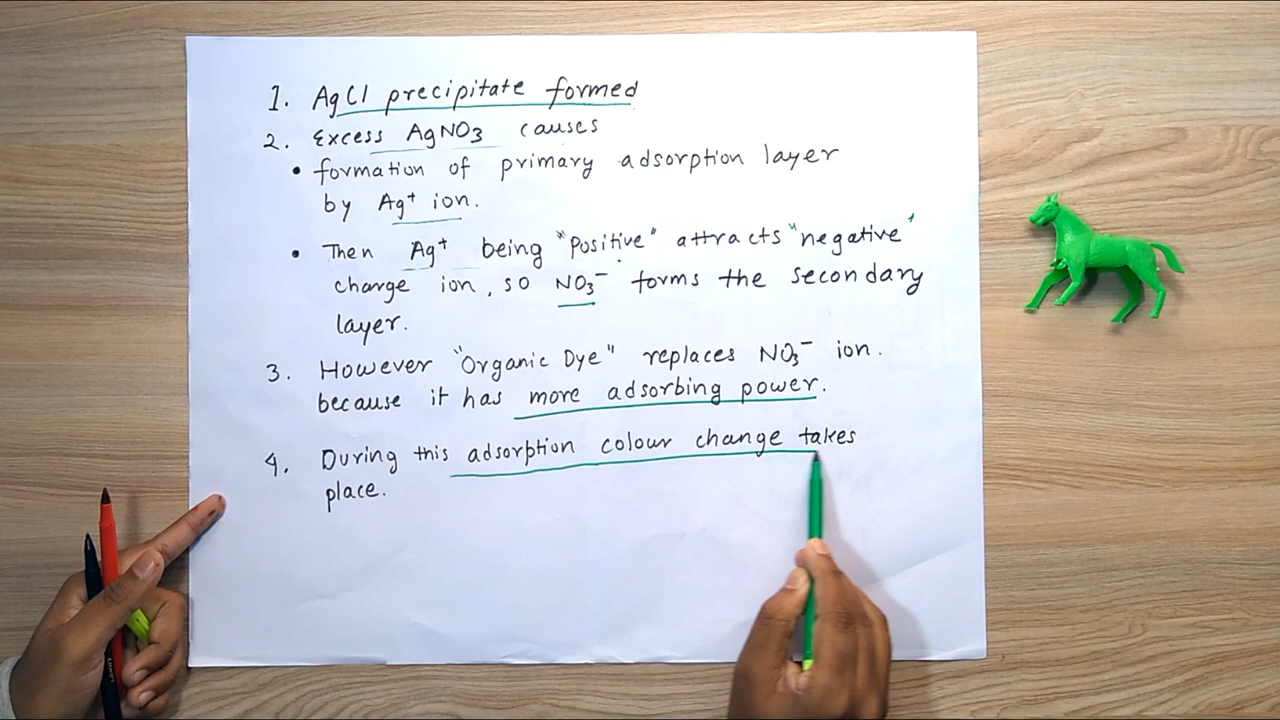 1. AgCl precipitate formed
2. Excess AgNO3 causes
• formation of primary adsorption layer
by Ag⁺ ion.
• Then Ag⁺ being "positive" attracts "negative"
charge ion, so NO3⁻ forms the secondary
layer.
3. However "Organic Dye" replaces NO3⁻ ion.
because it has more adsorbing power.
4. During this adsorption colour change takes
place.